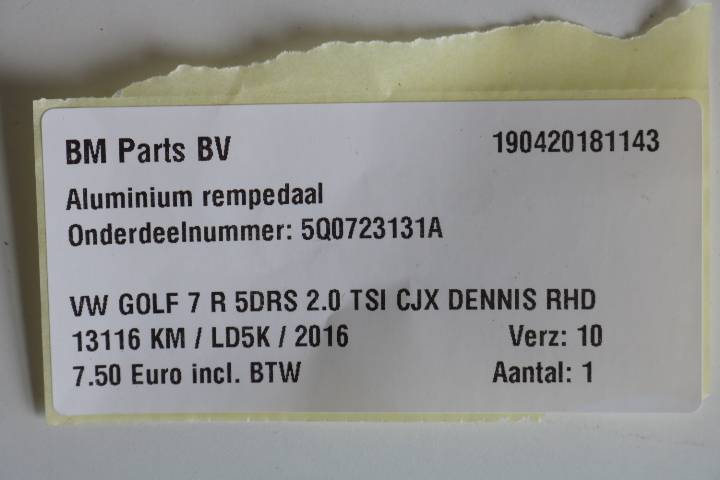 BM Parts BV 190420181143
Aluminium rempedaal
Onderdeelnummer: 5Q0723131A
VW GOLF 7 R 5DRS 2.0 TSI CJX DENNIS RHD
13116 KM / LD5K / 2016 Verz: 10
7.50 Euro incl. BTW Aantal: 1